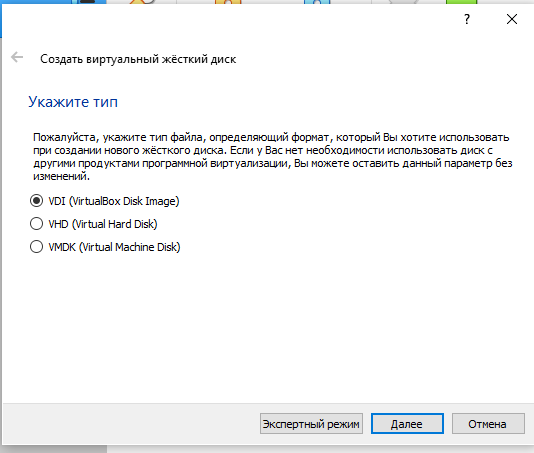 ?
Создать виртуальный жёсткий диск
Укажите тип
Пожалуйста, укажите тип файла, определяющий формат, который Вы хотите использовать
при создании нового жёсткого диска. Если у Вас нет необходимости использовать диск с
другими продуктами программной виртуализации, Вы можете оставить данный параметр без
изменений.
VDI (VirtualBox Disk Image)
VHD (Virtual Hard Disk)
VMDK (Virtual Machine Disk)
Экспертный режим Далее Отмена